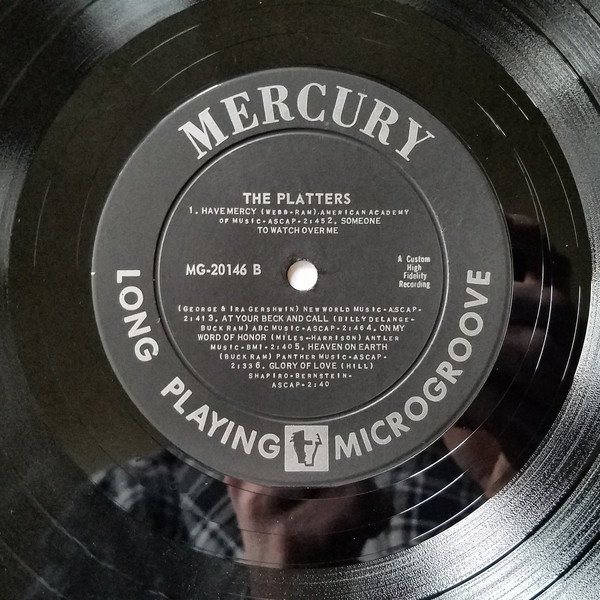 MERCURY
THE PLATTERS
1. HAVE MERCY (WEBB-RAM). AMERICAN ACADEMY
OF MUSIC-ASCAP-2:45 2. SOMEONE
TO WATCH OVER ME
MG-20146 B
A Custom
High
Fidelity
Recording
(GEORGE & IRA GERSHWIN) NEW WORLD MUSIC-ASCAP-
2:41 3. AT YOUR BECK AND CALL (BILLY DELANGE-
BUCK RAM) ABC MUSIC-ASCAP-2:46 4. ON MY
WORD OF HONOR (MILES-HARRISON) ANTLER
MUSIC-BMI-2:40 5. HEAVEN ON EARTH
(BUCK RAM) PANTHER MUSIC-ASCAP-
2:33 6. GLORY OF LOVE (HILL)
SHAPIRO-BERNSTEIN-
ASCAP-2:40
LONG PLAYING MICROGROOVE